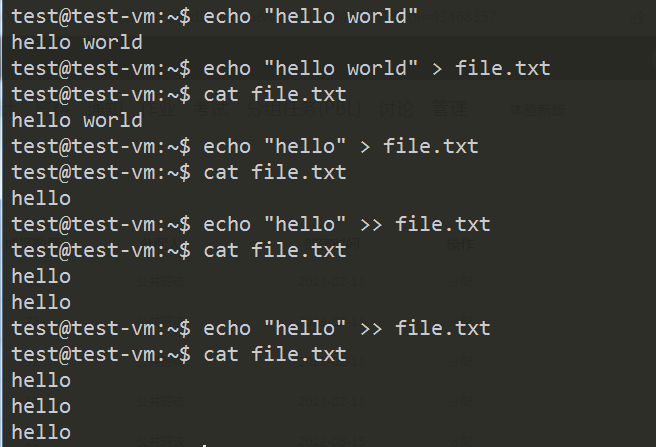 test@test-vm:~$ echo "hello world"
hello world
test@test-vm:~$ echo "hello world" > file.txt
test@test-vm:~$ cat file.txt
hello world
test@test-vm:~$ echo "hello" > file.txt
test@test-vm:~$ cat file.txt
hello
test@test-vm:~$ echo "hello" >> file.txt
test@test-vm:~$ cat file.txt
hello
hello
test@test-vm:~$ echo "hello" >> file.txt
test@test-vm:~$ cat file.txt
hello
hello
hello